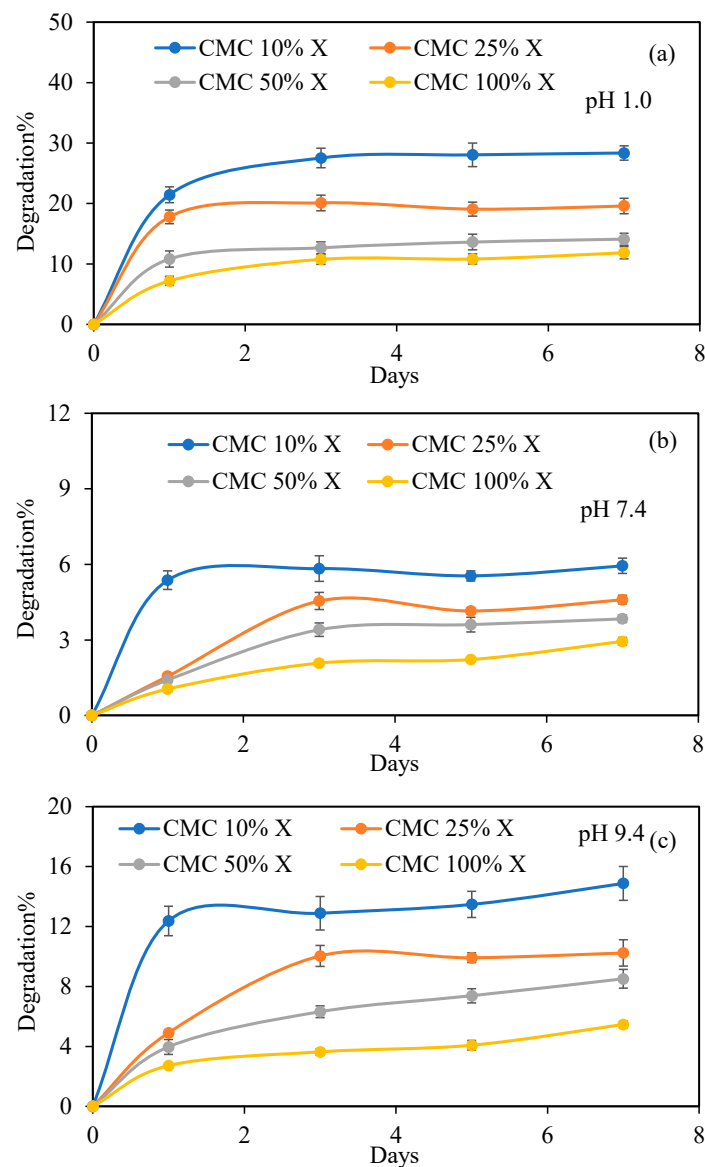 50
CMC 10% X
CMC 25% X
(a)
40
CMC 50% X
CMC 100% X
pH 1.0
30
Degradation%
20
10
0
0 2 4 6 8
Days
12
CMC 10% X
CMC 25% X
(b)
CMC 50% X
CMC 100% X
9
pH 7.4
Degradation%
6
3
0
0 2 4 6 8
Days
20
CMC 10% X
CMC 25% X
pH 9.4
(c)
CMC 50% X
CMC 100% X
16
Degradation%
12
8
4
0
0 2 4 6 8
Days